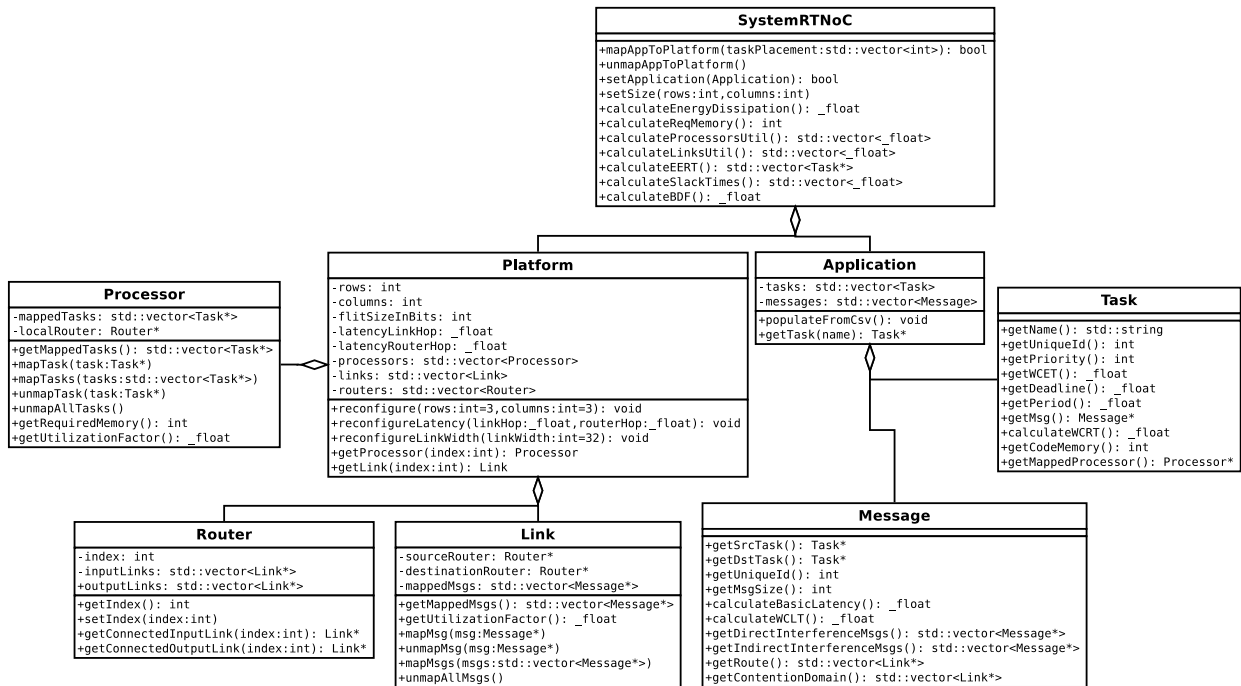 SystemRTNoC
+mapAppToPlatform(taskPlacement:std::vector<int>): bool
+unmapAppToPlatform()
+setApplication(Application): bool
+setSize(rows:int,columns:int)
+calculateEnergyDissipation(): _float
+calculateReqMemory(): int
+calculateProcessorsUtil(): std::vector<_float>
+calculateLinksUtil(): std::vector<_float>
+calculateEERT(): std::vector<Task*>
+calculateSlackTimes(): std::vector<_float>
+calculateBDF(): _float
Processor
-mappedTasks: std::vector<Task*>
-localRouter: Router*
+getMappedTasks(): std::vector<Task*>
+mapTask(task:Task*)
+mapTasks(tasks:std::vector<Task*>)
+unmapTask(task:Task*)
+unmapAllTasks()
+getRequiredMemory(): int
+getUtilizationFactor(): _float
Platform
-rows: int
-columns: int
-flitSizeInBits: int
-latencyLinkHop: _float
-latencyRouterHop: _float
-processors: std::vector<Processor>
-links: std::vector<Link>
-routers: std::vector<Router>
+reconfigure(rows:int=3,columns:int=3): void
+reconfigureLatency(linkHop:_float,routerHop:_float): void
+reconfigureLinkWidth(linkWidth:int=32): void
+getProcessor(index:int): Processor
+getLink(index:int): Link
Application
-tasks: std::vector<Task>
-messages: std::vector<Message>
+populateFromCsv(): void
+getTask(name): Task*
Task
+getName(): std::string
+getUniqueId(): int
+getPriority(): int
+getWCET(): _float
+getDeadline(): _float
+getPeriod(): _float
+getMsg(): Message*
+calculateWCRT(): _float
+getCodeMemory(): int
+getMappedProcessor(): Processor*
Router
-index: int
-inputLinks: std::vector<Link*>
+outputLinks: std::vector<Link*>
+getIndex(): int
+setIndex(index:int)
+getConnectedInputLink(index:int): Link*
+getConnectedOutputLink(index:int): Link*
Link
-sourceRouter: Router*
-destinationRouter: Router*
-mappedMsgs: std::vector<Message*>
+getMappedMsgs(): std::vector<Message*>
+getUtilizationFactor(): _float
+mapMsg(msg:Message*)
+unmapMsg(msg:Message*)
+mapMsgs(msgs:std::vector<Message*>)
+unmapAllMsgs()
Message
+getSrcTask(): Task*
+getDstTask(): Task*
+getUniqueId(): int
+getMsgSize(): int
+calculateBasicLatency(): _float
+calculateWCLT(): _float
+getDirectInterferenceMsgs(): std::vector<Message*>
+getIndirectInterferenceMsgs(): std::vector<Message*>
+getRoute(): std::vector<Link*>
+getContentionDomain(): std::vector<Link*>